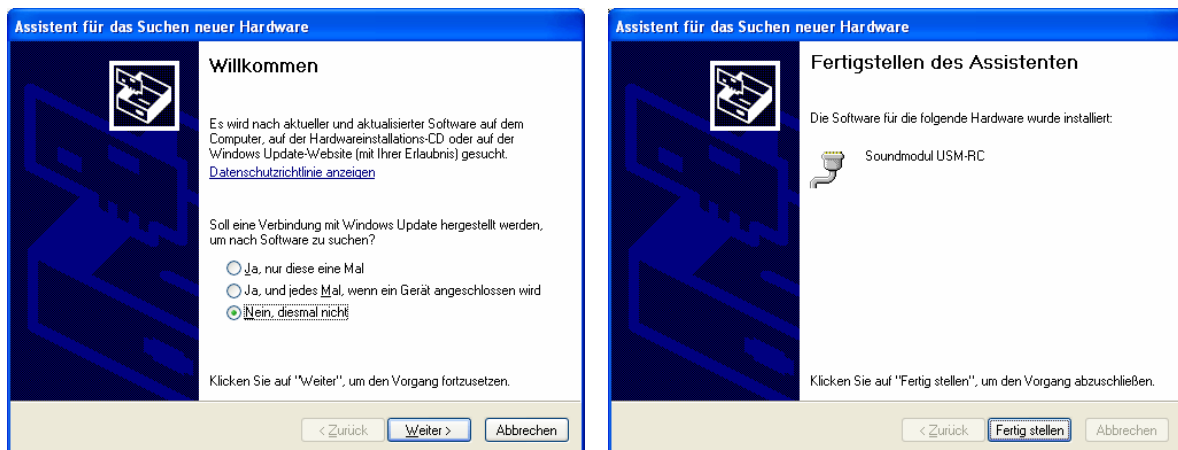 Assistent für das Suchen neuer Hardware
Willkommen
Es wird nach aktueller und aktualisierter Software auf dem
Computer, auf der Hardwareinstallations-CD oder auf der
Windows Update-Website (mit Ihrer Erlaubnis) gesucht.
Datenschutzrichtlinie anzeigen
Soll eine Verbindung mit Windows Update hergestellt werden,
um nach Software zu suchen?
Ja, nur diese eine Mal
Ja, und jedes Mal, wenn ein Gerät angeschlossen wird
Nein, diesmal nicht
Klicken Sie auf "Weiter", um den Vorgang fortzusetzen.
< Zurück
Weiter >
Abbrechen
Assistent für das Suchen neuer Hardware
Fertigstellen des Assistenten
Die Software für die folgende Hardware wurde installiert:
Soundmodul USM-RC
Klicken Sie auf "Fertig stellen", um den Vorgang abzuschließen.
< Zurück
Fertig stellen
Abbrechen